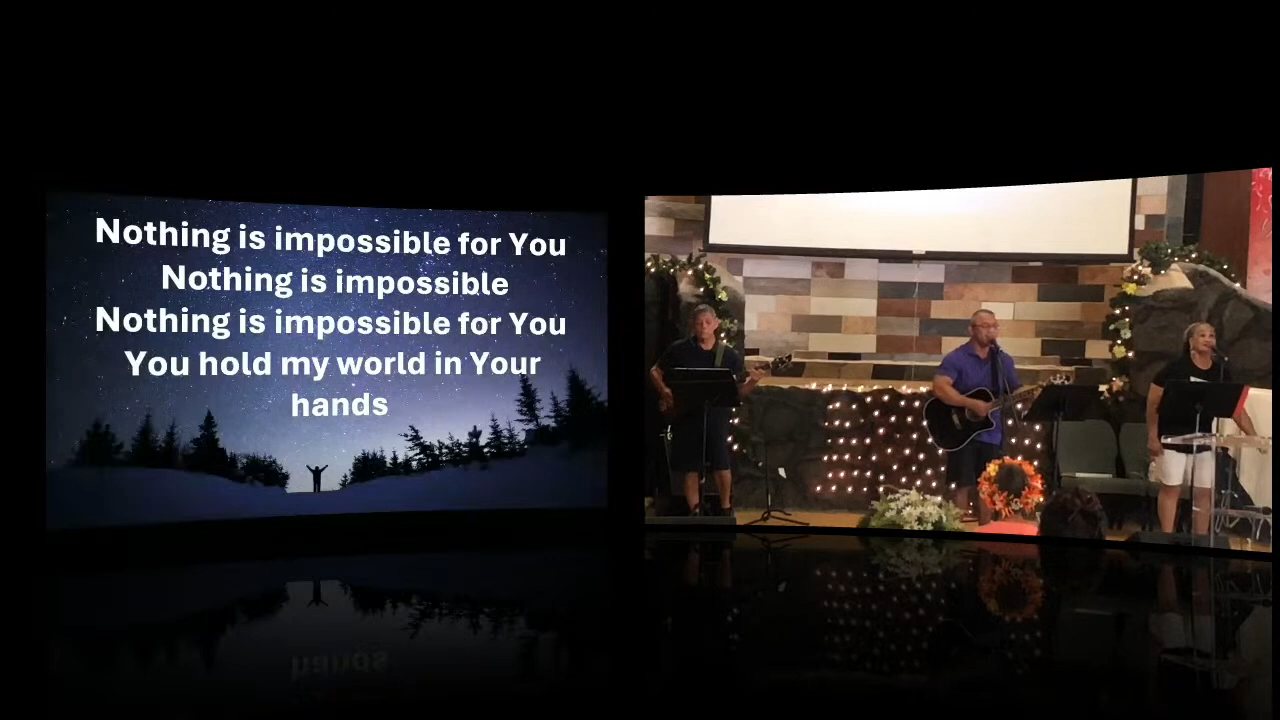 Nothing is impossible for You
Nothing is impossible
Nothing is impossible for You
You hold my world in Your
hands